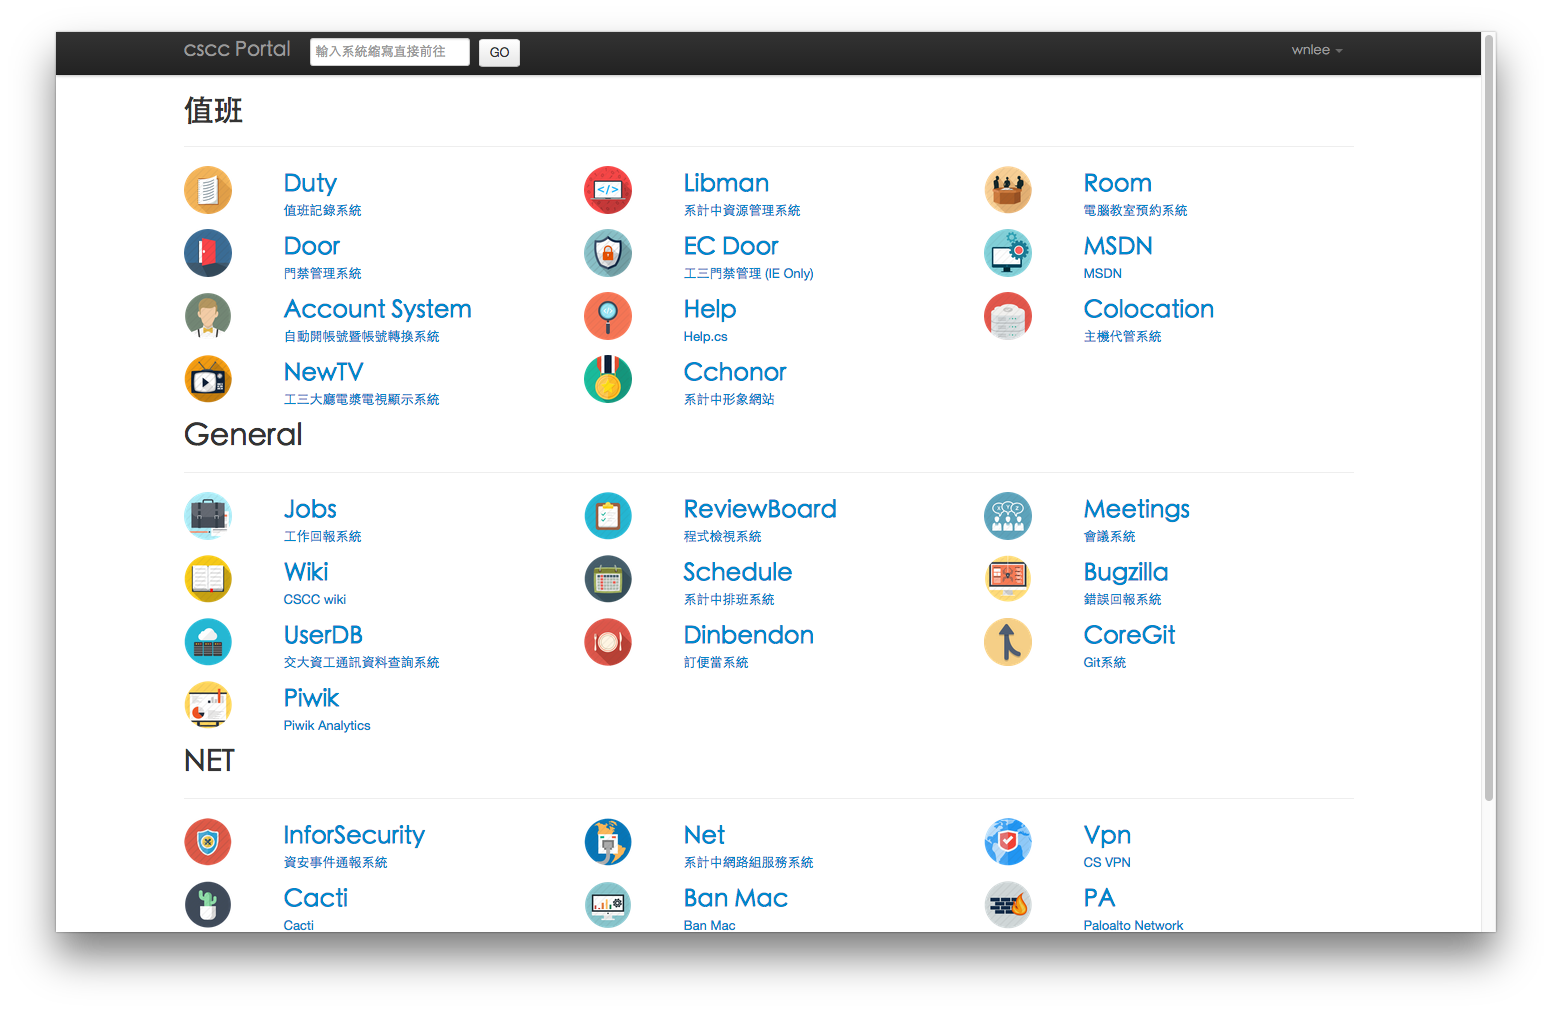 cscc Portal 輸入系統縮寫直接前往 GO wnlee
值班
Duty
值班記錄系統
Libman
系計中資源管理系統
Room
電腦教室預約系統
Door
門禁管理系統
EC Door
工三門禁管理 (IE Only)
MSDN
MSDN
Account System
自動開帳號暨帳號轉換系統
Help
Help.cs
Colocation
主機代管系統
NewTV
工三大廳電漿電視顯示系統
Cchonor
系計中形象網站
General
Jobs
工作回報系統
ReviewBoard
程式檢視系統
Meetings
會議系統
Wiki
CSCC wiki
Schedule
系計中排班系統
Bugzilla
錯誤回報系統
UserDB
交大資工通訊資料查詢系統
Dinbendon
訂便當系統
CoreGit
Git系統
Piwik
Piwik Analytics
NET
InforSecurity
資安事件通報系統
Net
系計中網路組服務系統
Vpn
CS VPN
Cacti
Cacti
Ban Mac
Ban Mac
PA
Paloalto Network